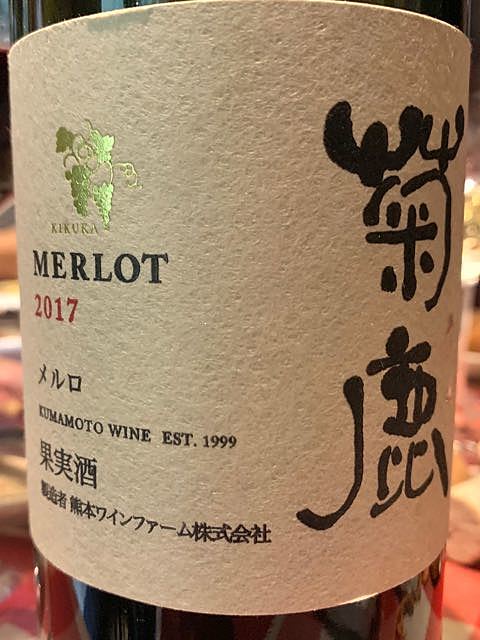 菊鹿
KIKUKA
MERLOT
2017
メルロ
KUMAMOTO WINE EST. 1999
果実酒
製造者 熊本ワインファーム株式会社